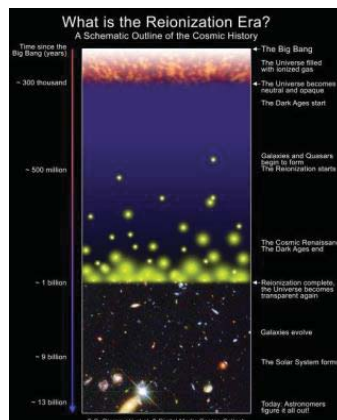 What is the Reionization Era?
A Schematic Outline of the Cosmic History
Time since the
Big Bang (years)
The Big Bang
The Universe filled
with ionized gas
~ 300 thousand
The Universe becomes
neutral and opaque
The Dark Ages start
Galaxies and Quasars
begin to form
The Reionization starts
~ 500 million
The Cosmic Renaissance
The Dark Ages end
~ 1 billion
Reionization complete,
the Universe becomes
transparent again
Galaxies evolve
~ 9 billion
The Solar System forms
~ 13 billion
Today: Astronomers
figure it all out!